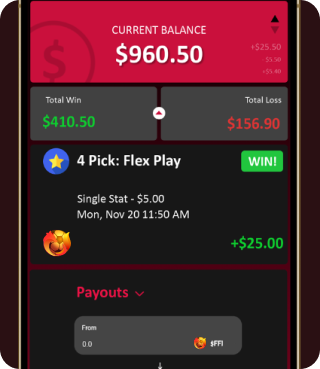 CURRENT BALANCE
$960.50
+$25.50
- $5.50
+$5.40
Total Win
$410.50
Total Loss
$156.90
4 Pick: Flex Play
WIN!
Single Stat - $5.00
Mon, Nov 20 11:50 AM
+$25.00
Payouts
From
0.0
$FFI